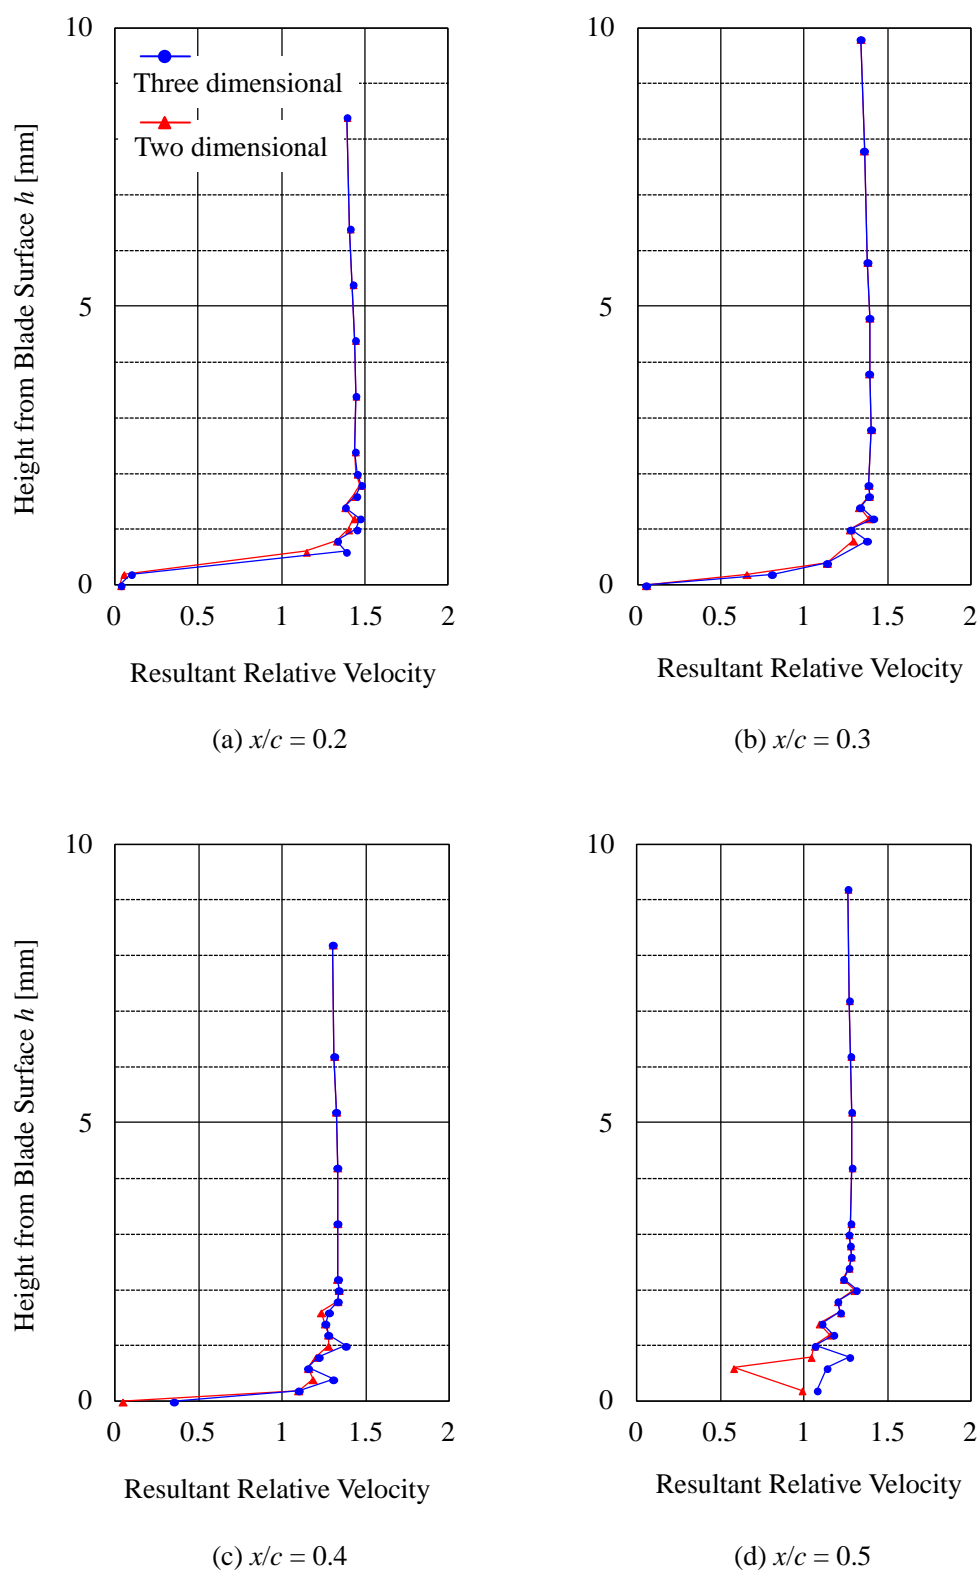 10
Three dimensional
Two dimensional
5
0
0 0.5 1 1.5 2
Height from Blade Surface h [mm]
Resultant Relative Velocity
(a) x/c = 0.2
10
5
0
0 0.5 1 1.5 2
Resultant Relative Velocity
(b) x/c = 0.3
10
5
0
0 0.5 1 1.5 2
Height from Blade Surface h [mm]
Resultant Relative Velocity
(c) x/c = 0.4
10
5
0
0 0.5 1 1.5 2
Resultant Relative Velocity
(d) x/c = 0.5